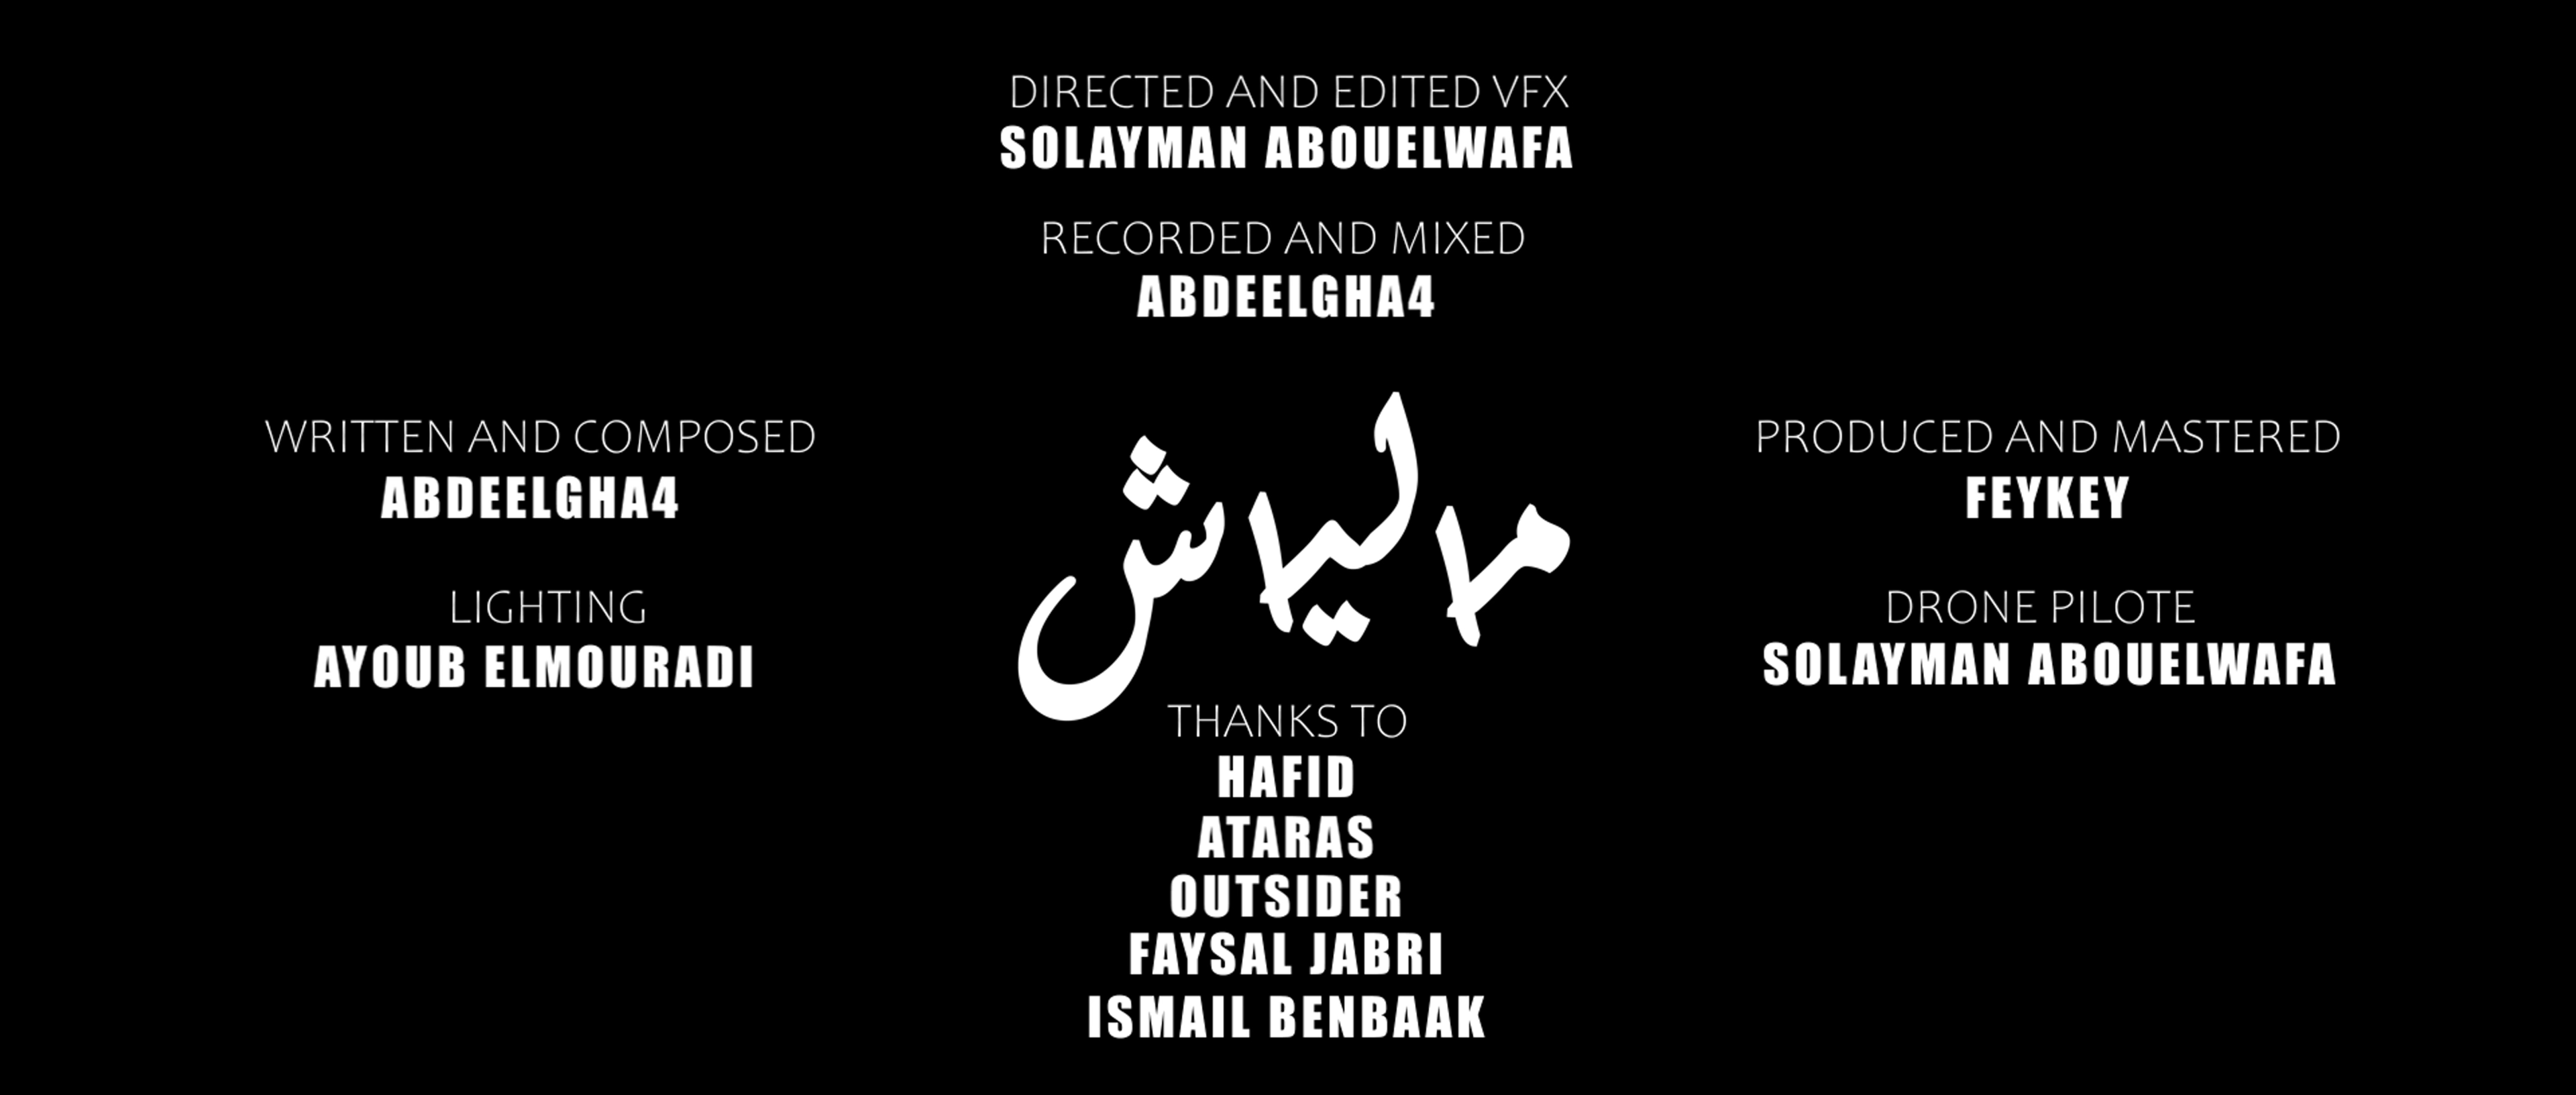 DIRECTED AND EDITED VFX
SOLAYMAN ABOUELWAFA
RECORDED AND MIXED
ABDEELGHA4
WRITTEN AND COMPOSED
ABDEELGHA4
LIGHTING
AYOUB ELMOURADI
مالياش
PRODUCED AND MASTERED
FEYKEY
DRONE PILOTE
SOLAYMAN ABOUELWAFA
THANKS TO
HAFID
ATARAS
OUTSIDER
FAYSAL JABRI
ISMAIL BENBAAK